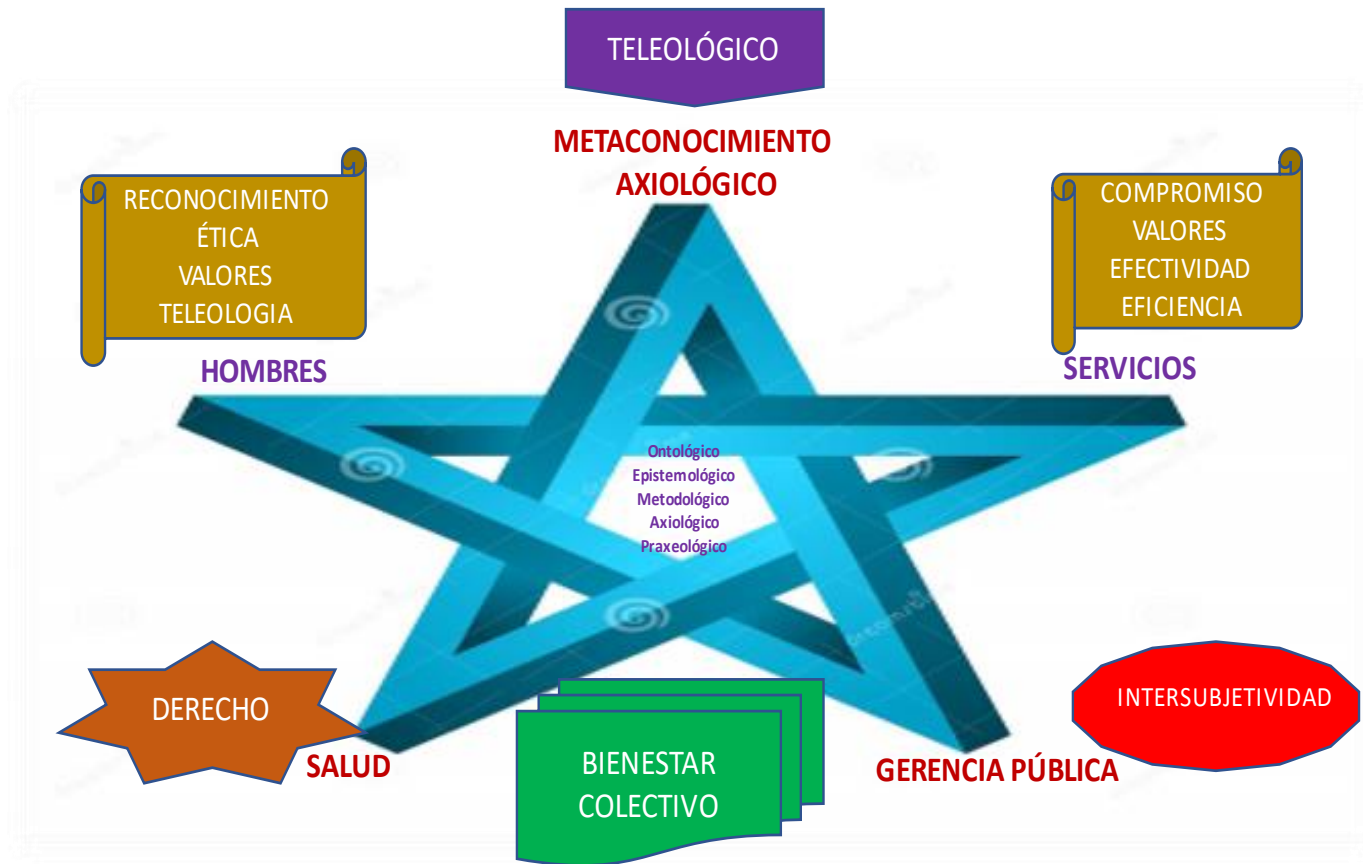 TELEOLÓGICO
METACONOCIMIENTO
AXIOLÓGICO
RECONOCIMIENTO
ÉTICA
VALORES
TELEOLOGIA
COMPROMISO
VALORES
EFECTIVIDAD
EFICIENCIA
HOMBRES
SERVICIOS
Ontológico
Epistemológico
Metodológico
Axiológico
Praxeológico
DERECHO
SALUD
BIENESTAR
COLECTIVO
GERENCIA PÚBLICA
INTERSUBJETIVIDAD